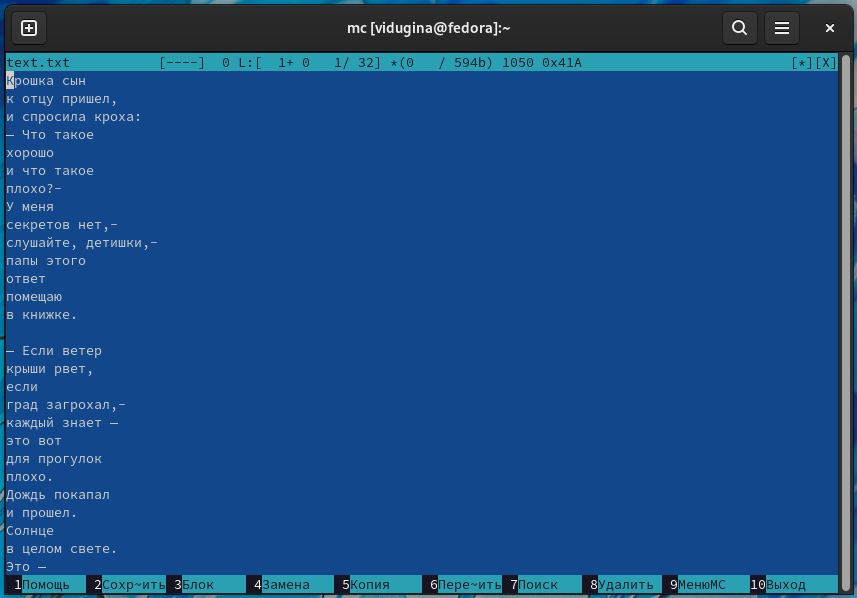 mc [vidugina@fedora]:~
text.txt [----] 0 L:[ 1+ 0 1/ 32] *(0 / 594b) 1050 0x41A [*][X]
Крошка сын
к отцу пришел,
и спросила кроха:
— Что такое
хорошо
и что такое
плохо?-
У меня
секретов нет,-
слушайте, детишки,-
папы этого
ответ
помещаю
в книжке.
— Если ветер
крыши рвет,
если
град загрохал,-
каждый знает —
это вот
для прогулок
плохо.
Дождь покапал
и прошел.
Солнце
в целом свете.
Это —
1Помощь 2Сохр~ить 3Блок 4Замена 5Копия 6Пере~ить 7Поиск 8Удалить 9МенюМС 10Выход